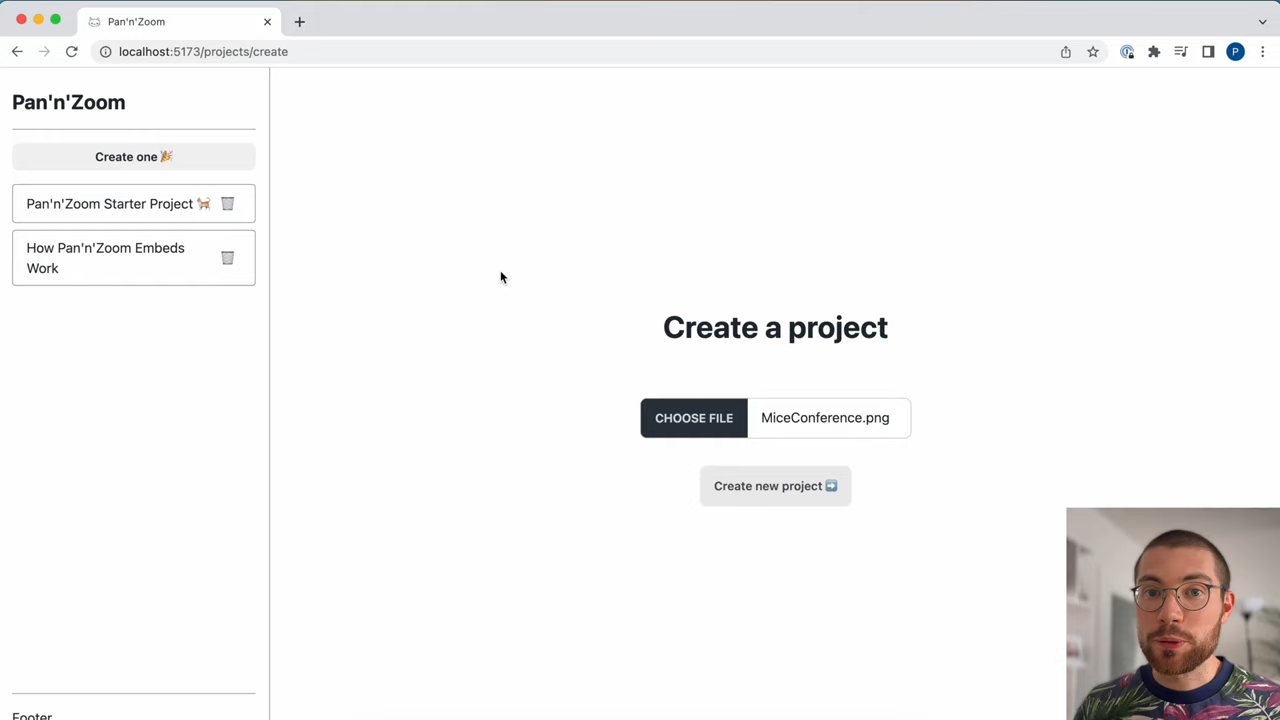 Pan'n'Zoom
localhost:5173/projects/create
P
Pan'n'Zoom
Create one 🎉
Pan'n'Zoom Starter Project 🐈
How Pan'n'Zoom Embeds
Work
Create a project
CHOOSE FILE MiceConference.png
Create new project ➡️
Footer